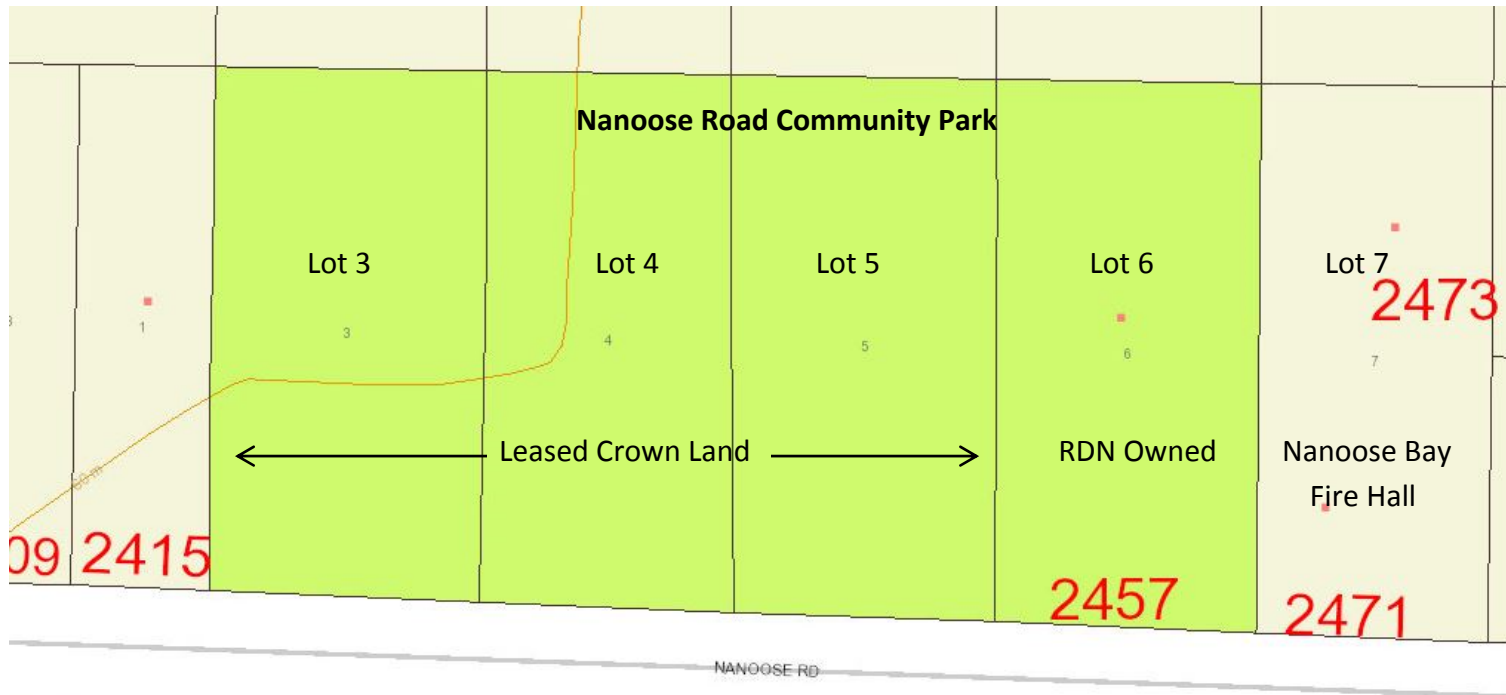 Nanoose Road Community Park
Lot 3
Lot 4
Lot 5
Lot 6
Lot 7
2473
1
3
4
5
6
7
Leased Crown Land
RDN Owned
Nanoose Bay
Fire Hall
09
2415
2457
2471
NANOOSE RD